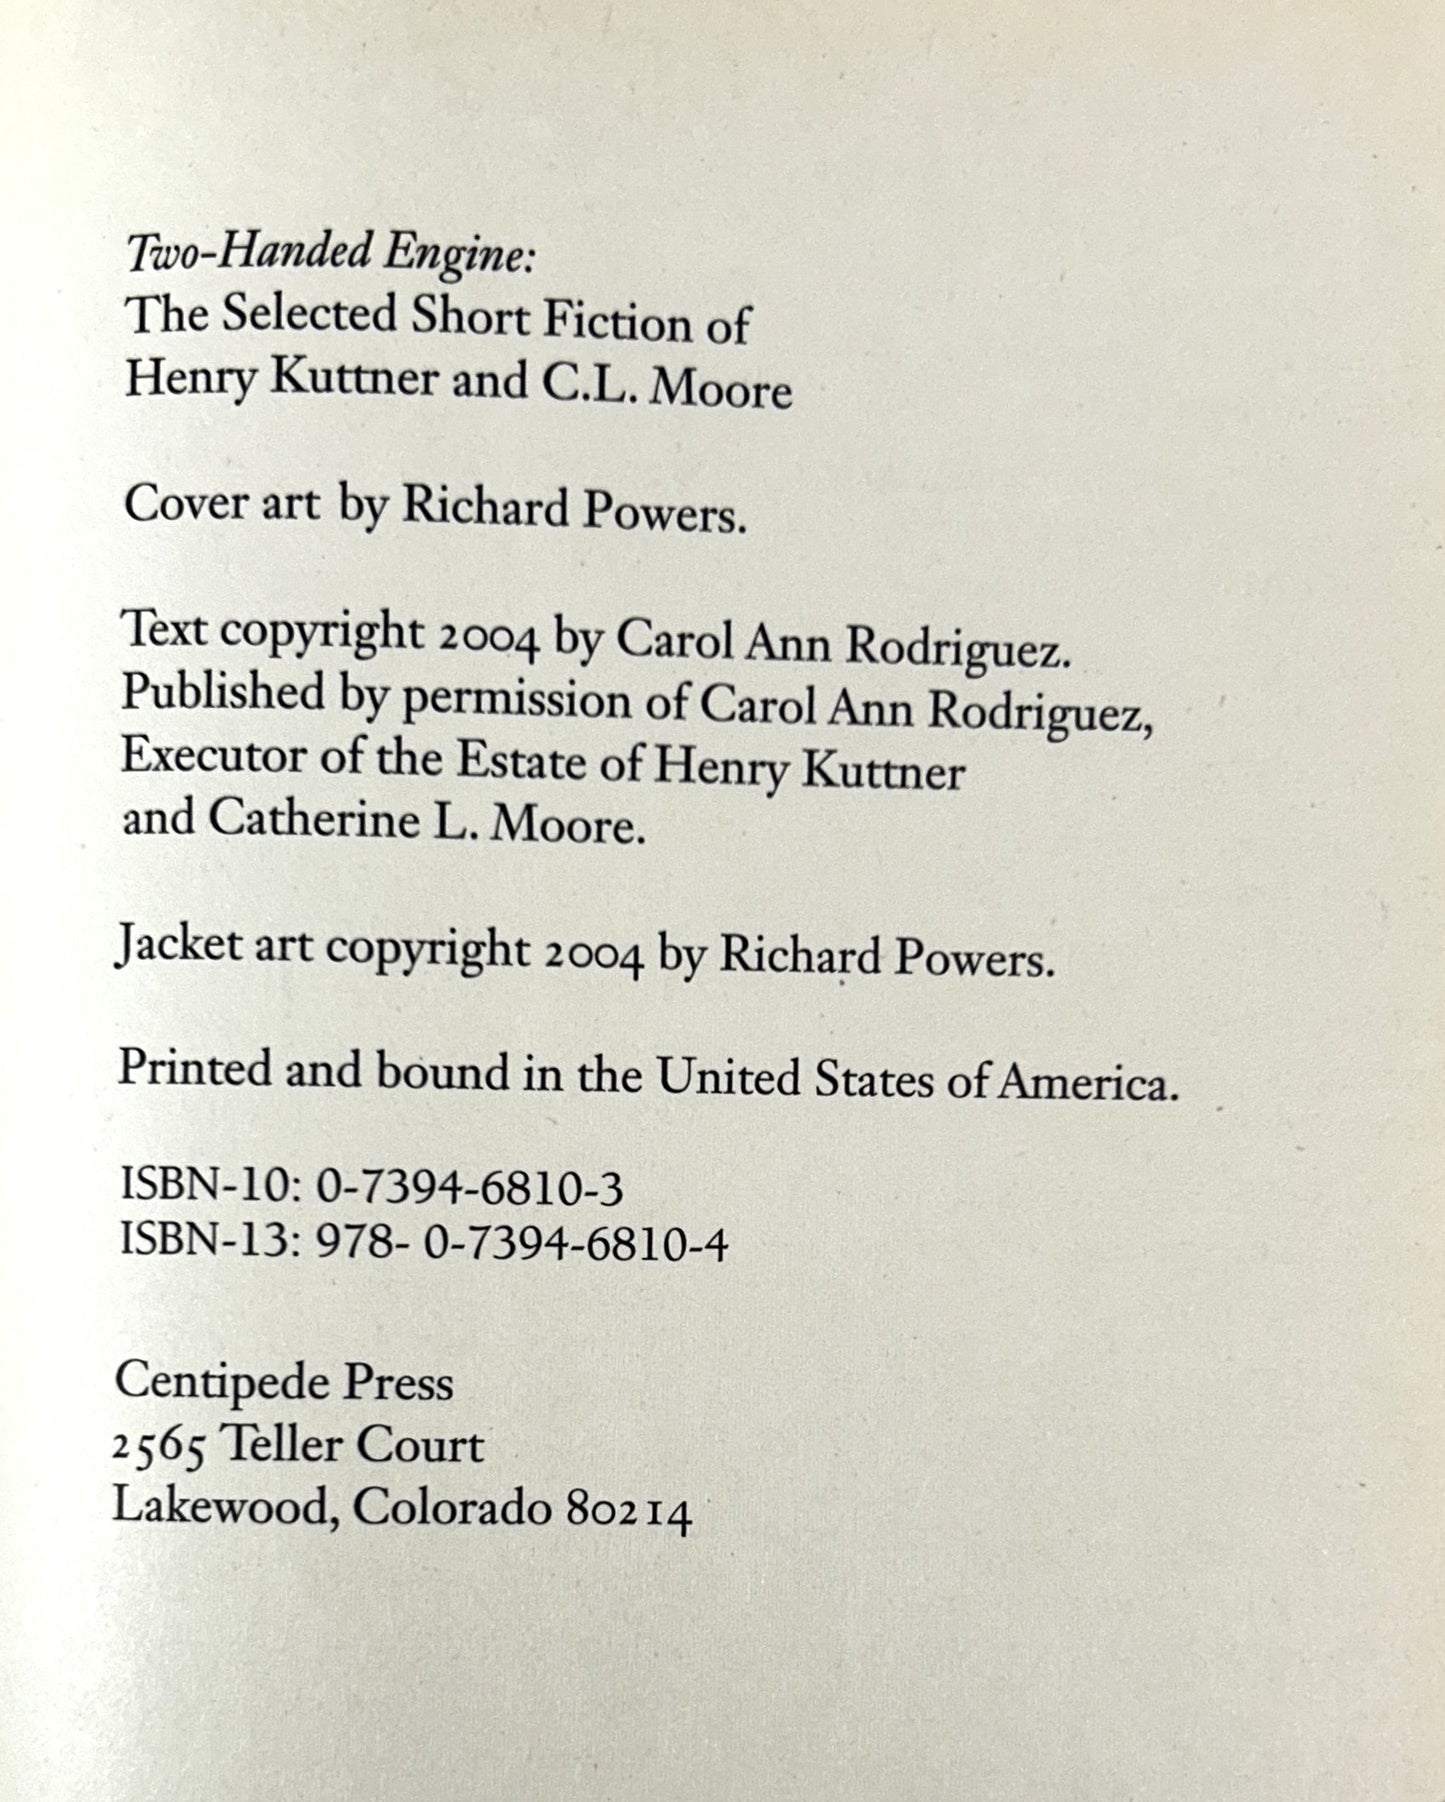 Two-Handed Engine:
The Selected Short Fiction of
Henry Kuttner and C.L. Moore
Cover art by Richard Powers.
Text copyright 2004 by Carol Ann Rodriguez.
Published by permission of Carol Ann Rodriguez,
Executor of the Estate of Henry Kuttner
and Catherine L. Moore.
Jacket art copyright 2004 by Richard Powers.
Printed and bound in the United States of America.
ISBN-10: 0-7394-6810-3
ISBN-13: 978- 0-7394-6810-4
Centipede Press
2565 Teller Court
Lakewood, Colorado 80214